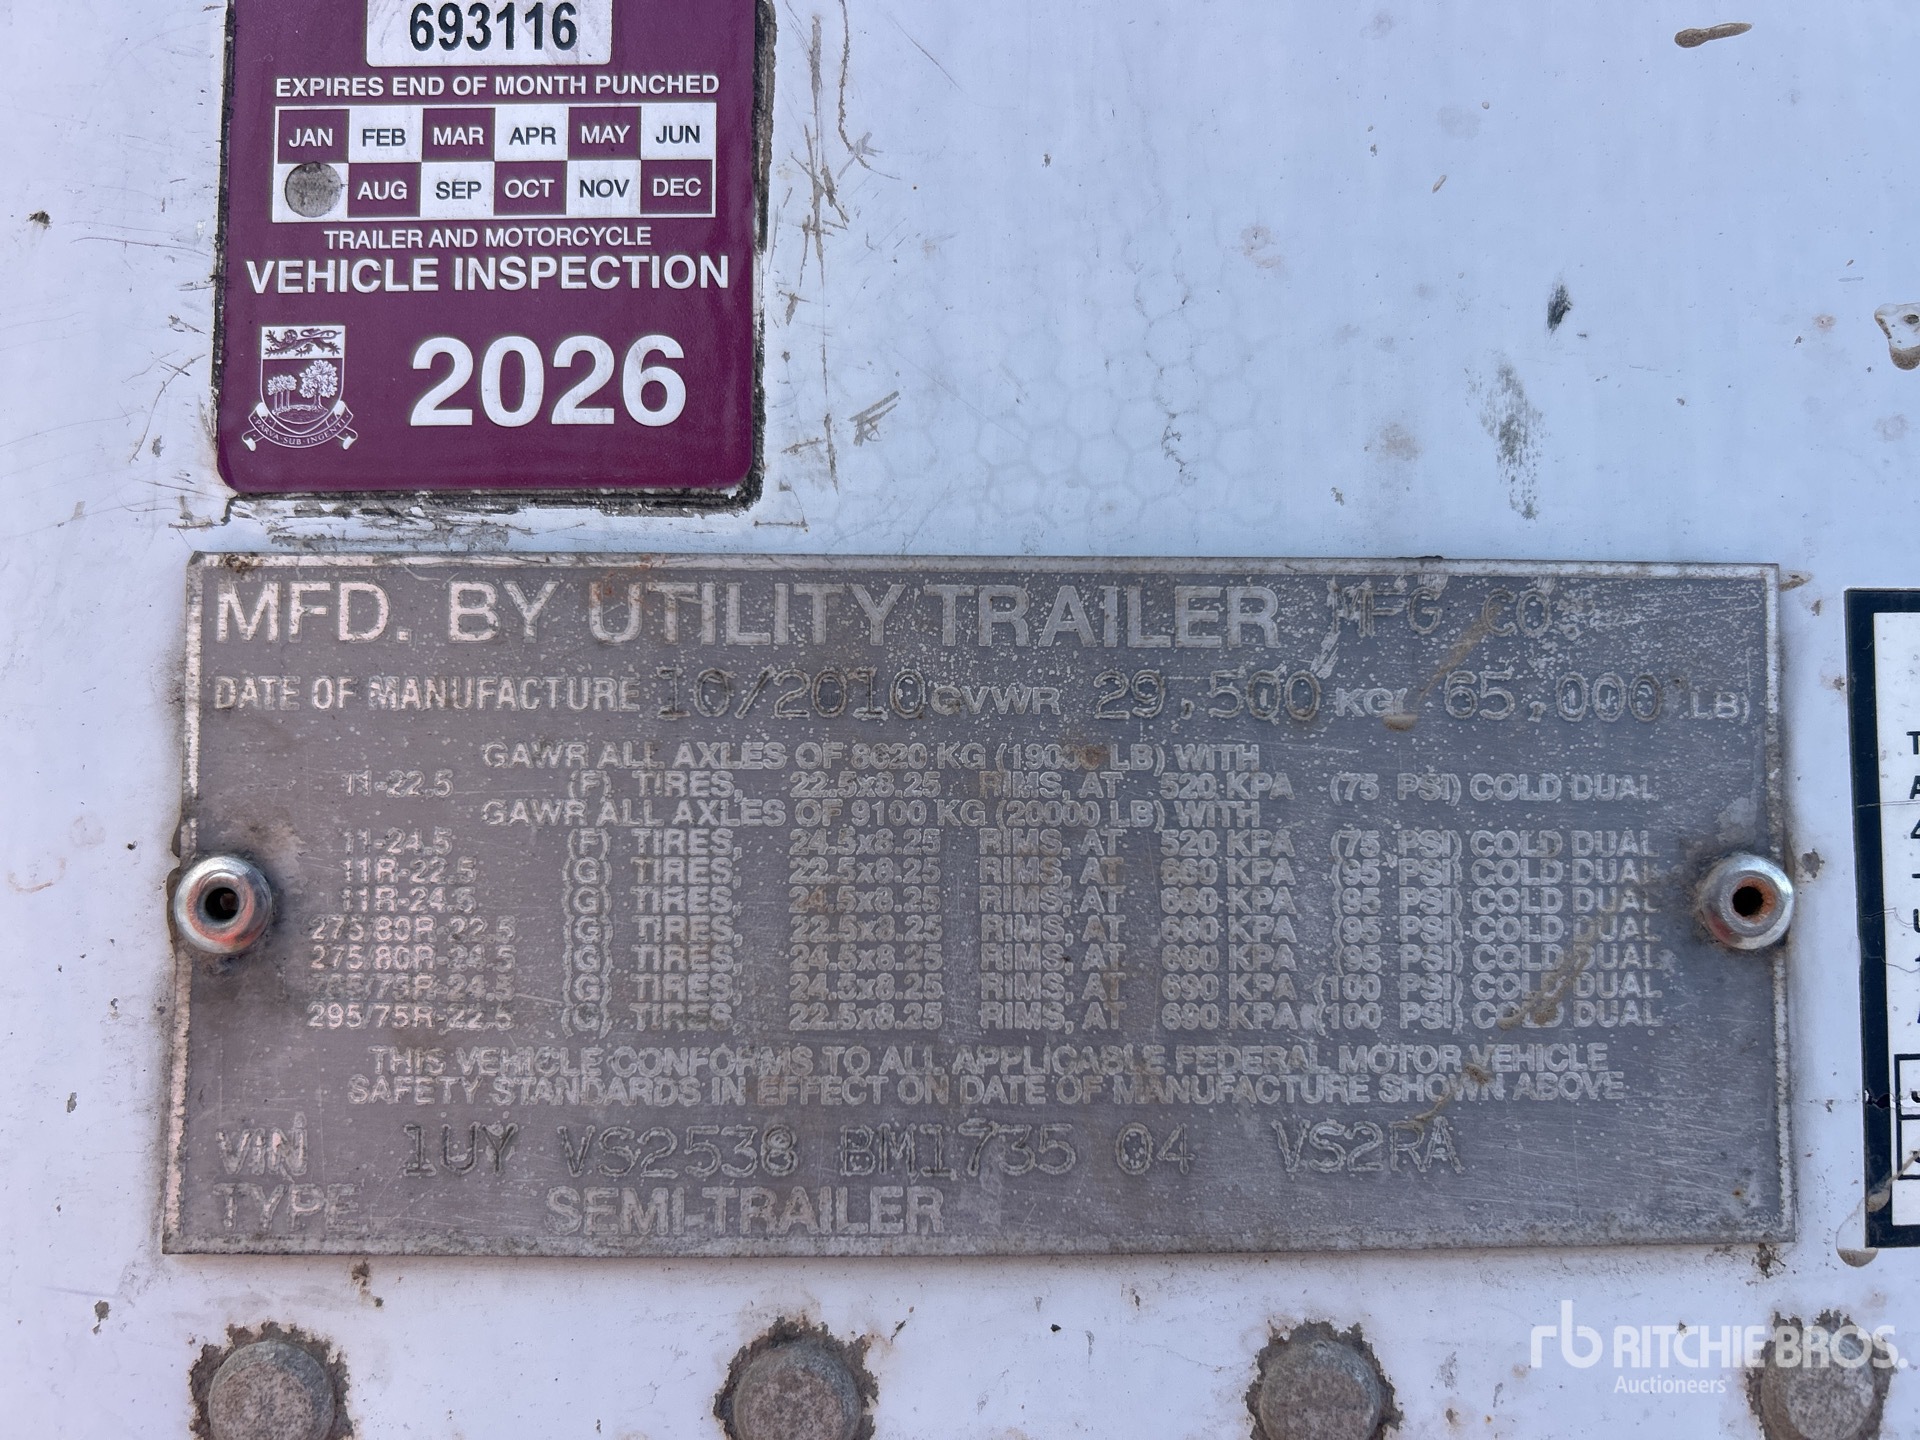 693116
EXPIRES END OF MONTH PUNCHED
JAN FEB MAR APR MAY JUN
AUG SEP OCT NOV DEC
TRAILER AND MOTORCYCLE
VEHICLE INSPECTION
2026
PARVA SUB INGENTI
MFD. BY UTILITY TRAILER MFG CO.
DATE OF MANUFACTURE 10/2010 GVWR 29,500 KG( 65,000 LB)
GAWR ALL AXLES OF 8620 KG (19000 LB) WITH
11-22.5 (F) TIRES, 22.5x8.25 RIMS, AT 520 KPA (75 PSI) COLD DUAL
GAWR ALL AXLES OF 9100 KG (20000 LB) WITH
11-24.5 (F) TIRES, 24.5x8.25 RIMS, AT 520 KPA (75 PSI) COLD DUAL
11R-22.5 (G) TIRES, 22.5x8.25 RIMS, AT 660 KPA (95 PSI) COLD DUAL
11R-24.5 (G) TIRES, 24.5x8.25 RIMS, AT 660 KPA (95 PSI) COLD DUAL
275/80R-22.5 (G) TIRES, 22.5x8.25 RIMS, AT 660 KPA (95 PSI) COLD DUAL
275/80R-24.5 (G) TIRES, 24.5x8.25 RIMS, AT 660 KPA (95 PSI) COLD DUAL
(G) TIRES, 24.5x8.25 RIMS, AT 690 KPA (100 PSI) COLD DUAL
295/75R-22.5 (G) TIRES, 22.5x8.25 RIMS, AT 690 KPA (100 PSI) COLD DUAL
THIS VEHICLE CONFORMS TO ALL APPLICABLE FEDERAL MOTOR VEHICLE
SAFETY STANDARDS IN EFFECT ON DATE OF MANUFACTURE SHOWN ABOVE
VIN 1UY VS2538 BM1735 04 VS2RA
TYPE SEMI-TRAILER
rb RITCHIE BROS.
Auctioneers